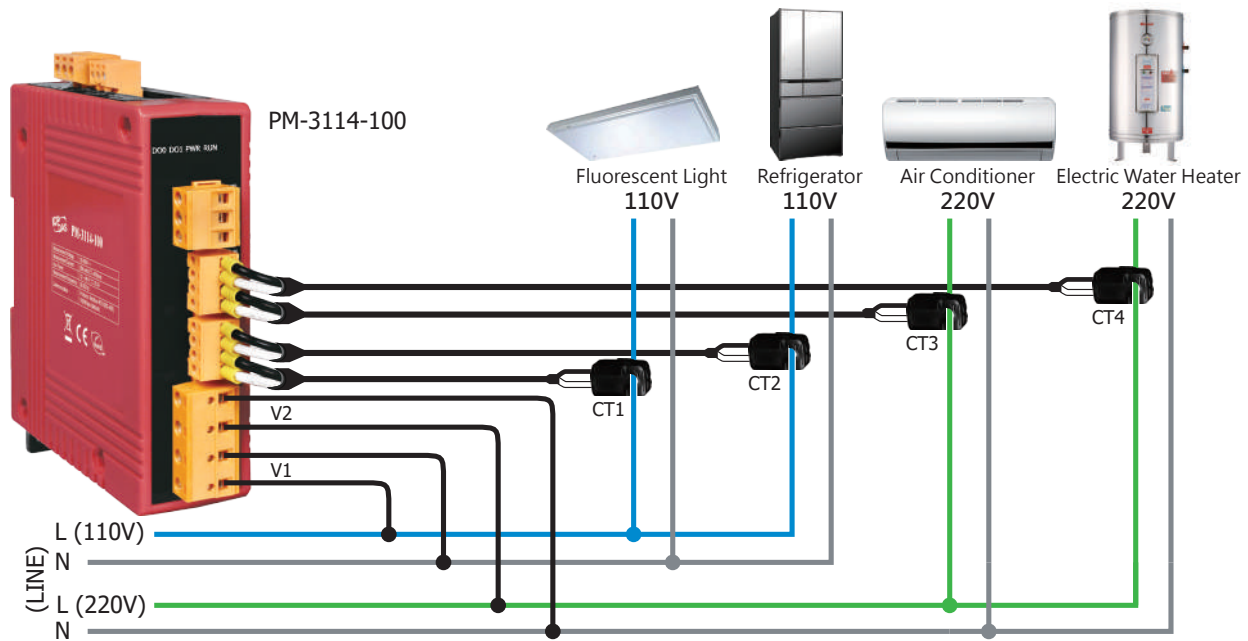 PM-3114-100
DO0 DO1 PWR RUN
PM-3114-100
Fluorescent Light
110V
Refrigerator
110V
Air Conditioner
220V
Electric Water Heater
220V
CT4
CT3
CT2
CT1
V2
V1
(LINE)
L (110V)
N
L (220V)
N